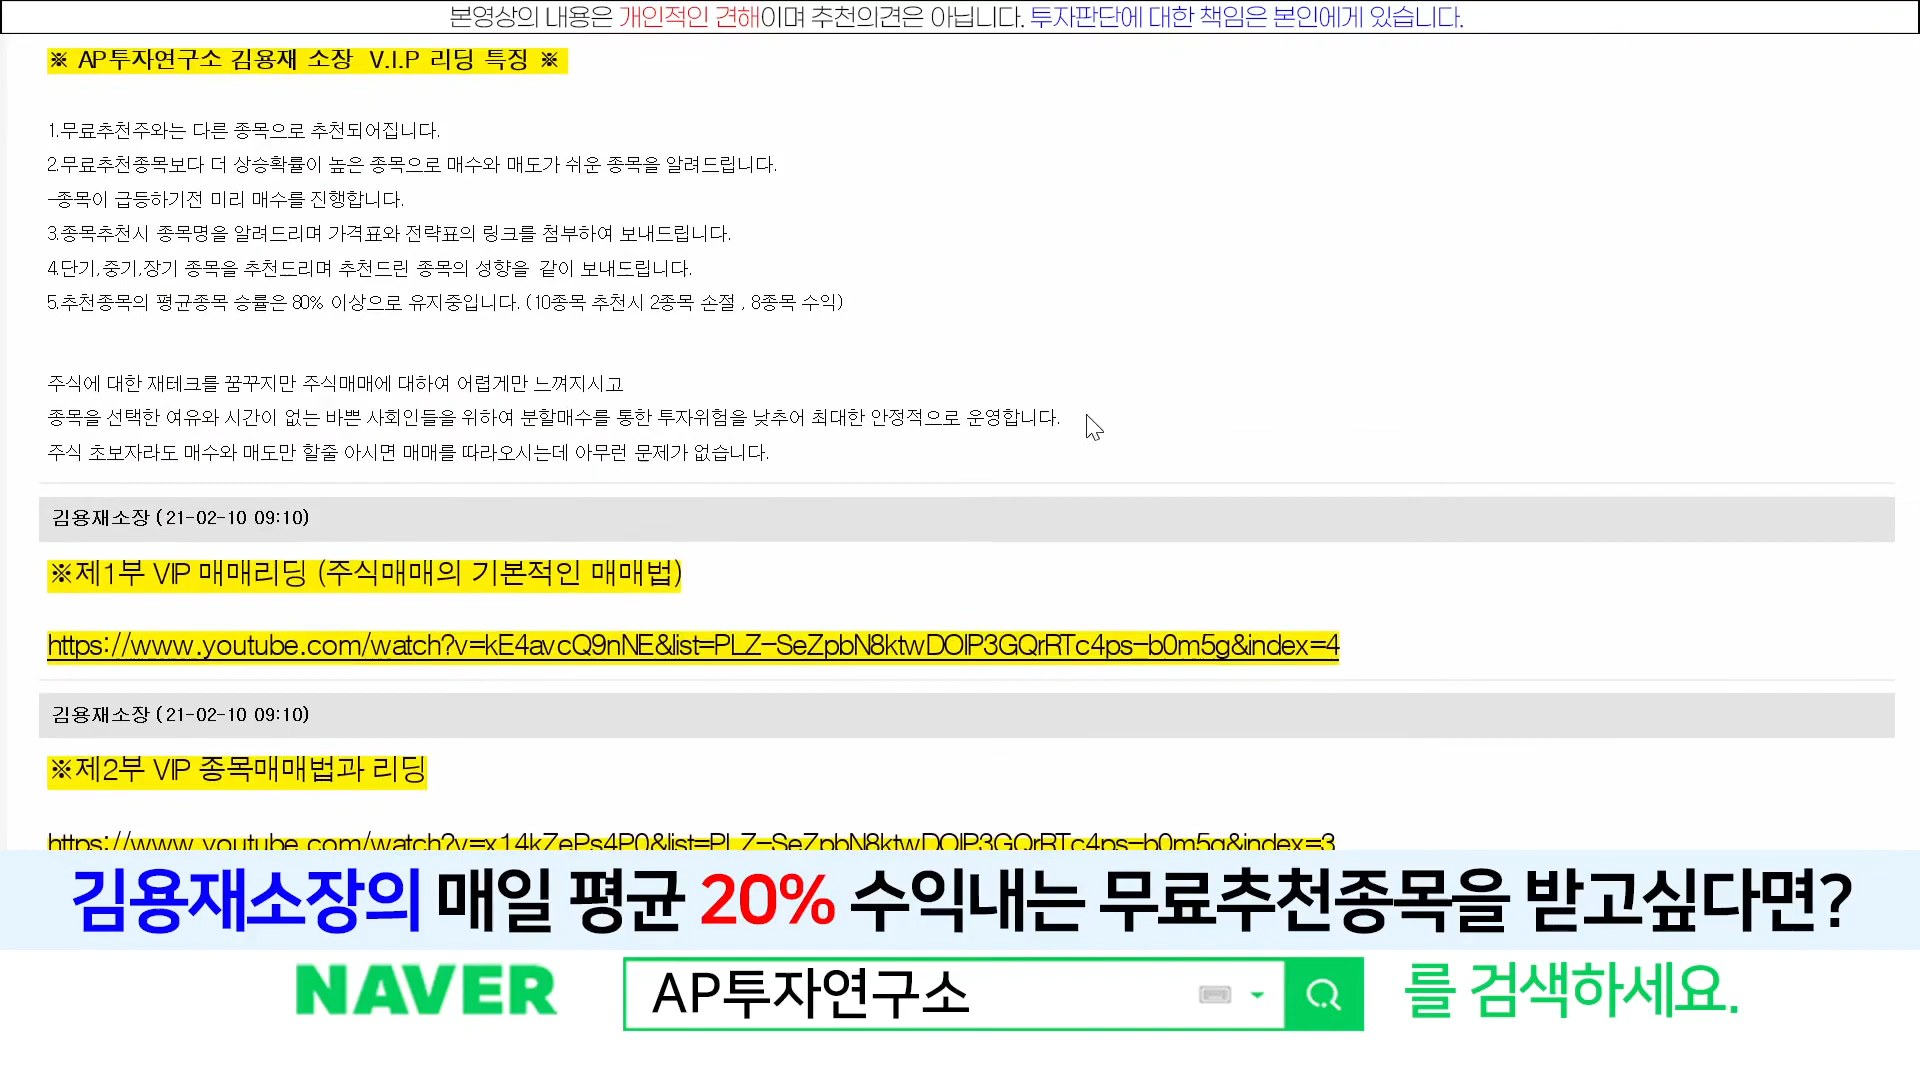 본영상의 내용은 개인적인 견해이며 추천의견은 아닙니다. 투자판단에 대한 책임은 본인에게 있습니다.
※ AP투자연구소 김용재 소장 V.I.P 리딩 특징 ※
1.무료추천주와는 다른 종목으로 추천되어집니다.
2.무료추천종목보다 더 상승확률이 높은 종목으로 매수와 매도가 쉬운 종목을 알려드립니다.
-종목이 급등하기전 미리 매수를 진행합니다.
3.종목추천시 종목명을 알려드리며 가격표와 전략표의 링크를 첨부하여 보내드립니다.
4.단기,중기,장기 종목을 추천드리며 추천드린 종목의 성향을 같이 보내드립니다.
5.추천종목의 평균종목 승률은 80% 이상으로 유지중입니다. (10종목 추천시 2종목 손절 , 8종목 수익)
주식에 대한 재테크를 꿈꾸지만 주식매매에 대하여 어렵게만 느껴지시고
종목을 선택한 여유와 시간이 없는 바쁜 사회인들을 위하여 분할매수를 통한 투자위험을 낮추어 최대한 안정적으로 운영합니다.
주식 초보자라도 매수와 매도만 할줄 아시면 매매를 따라오시는데 아무런 문제가 없습니다.
김용재소장 (21-02-10 09:10)
※제1부 VIP 매매리딩 (주식매매의 기본적인 매매법)
https://www.youtube.com/watch?v=kE4avcQ9nNE&list=PLZ-SeZpbN8ktwDOlP3GQrRTc4ps-b0m5g&index=4
김용재소장 (21-02-10 09:10)
※제2부 VIP 종목매매법과 리딩
https://www.youtube.com/watch?v=x14kZePs4P0&list=PLZ-SeZpbN8ktwDOlP3GQrRTc4ps-b0m5g&index=3
김용재소장의 매일 평균 20% 수익내는 무료추천종목을 받고싶다면?
NAVER AP투자연구소 를 검색하세요.